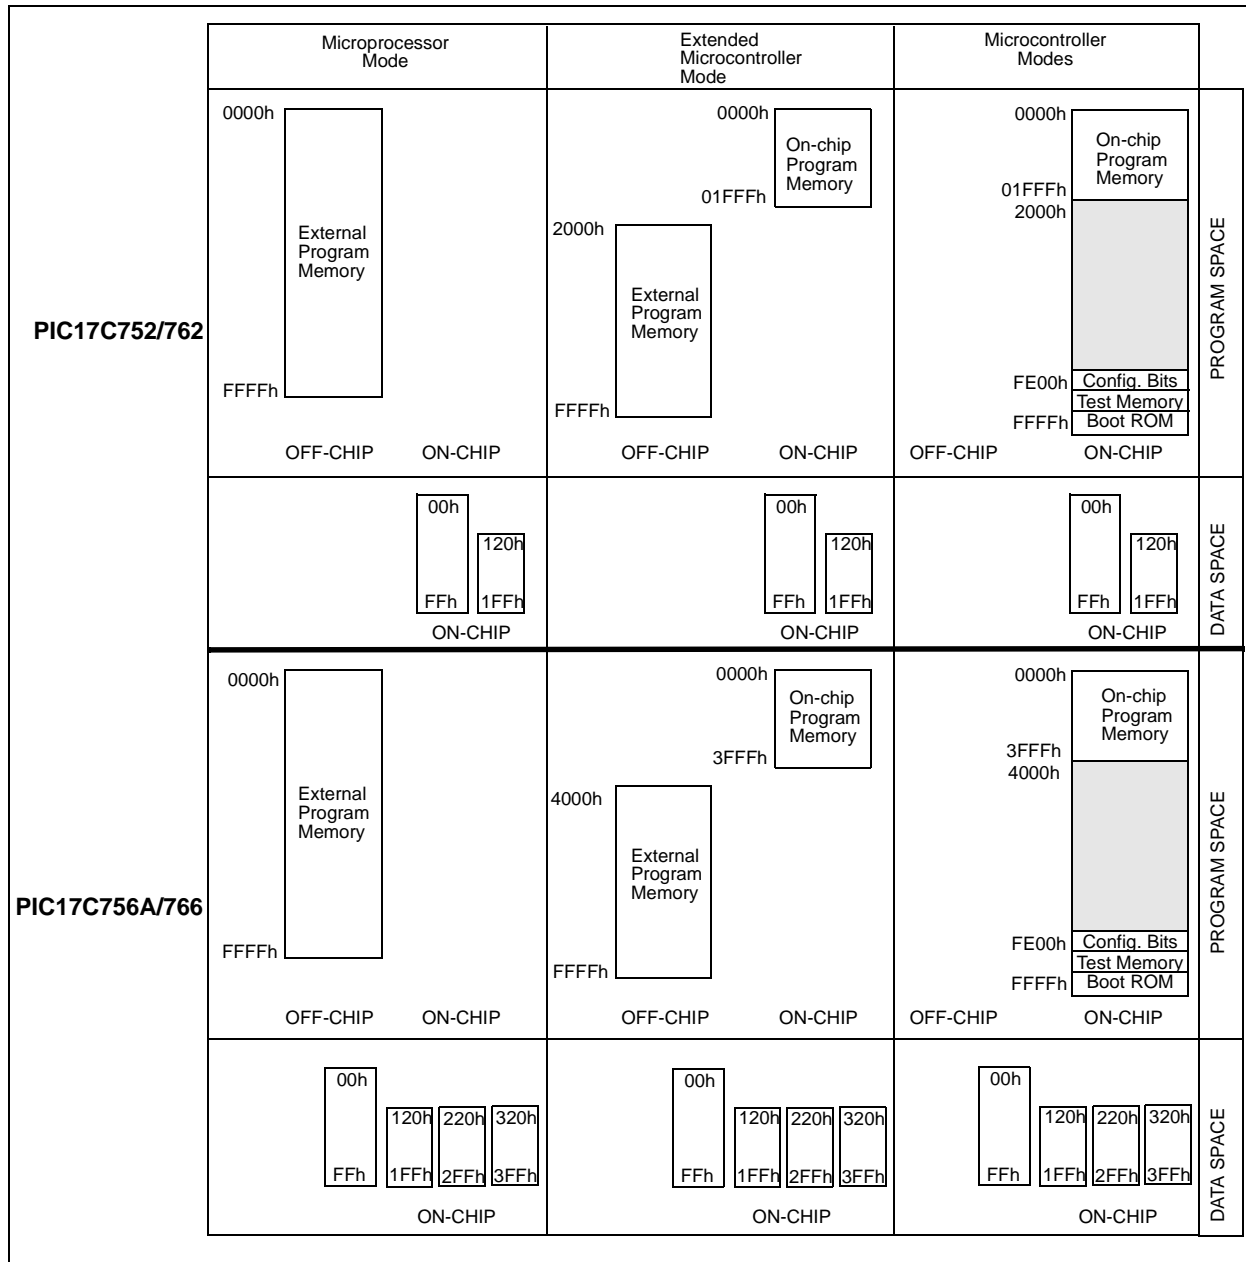 Microprocessor
Mode
Extended
Microcontroller
Mode
Microcontroller
Modes
PIC17C752/762
0000h
External
Program
Memory
FFFFh
OFF-CHIP ON-CHIP
0000h
On-chip
Program
Memory
01FFFh
2000h
External
Program
Memory
FFFFh
OFF-CHIP ON-CHIP
0000h
On-chip
Program
Memory
01FFFh
2000h
FE00h Config. Bits
Test Memory
FFFFh Boot ROM
OFF-CHIP ON-CHIP
PROGRAM SPACE
00h
120h
FFh 1FFh
ON-CHIP
00h
120h
FFh 1FFh
ON-CHIP
00h
120h
FFh 1FFh
ON-CHIP
DATA SPACE
PIC17C756A/766
0000h
External
Program
Memory
FFFFh
OFF-CHIP ON-CHIP
0000h
On-chip
Program
Memory
3FFFh
4000h
External
Program
Memory
FFFFh
OFF-CHIP ON-CHIP
0000h
On-chip
Program
Memory
3FFFh
4000h
FE00h Config. Bits
Test Memory
FFFFh Boot ROM
OFF-CHIP ON-CHIP
PROGRAM SPACE
00h
120h 220h 320h
FFh 1FFh 2FFh 3FFh
ON-CHIP
00h
120h 220h 320h
FFh 1FFh 2FFh 3FFh
ON-CHIP
00h
120h 220h 320h
FFh 1FFh 2FFh 3FFh
ON-CHIP
DATA SPACE